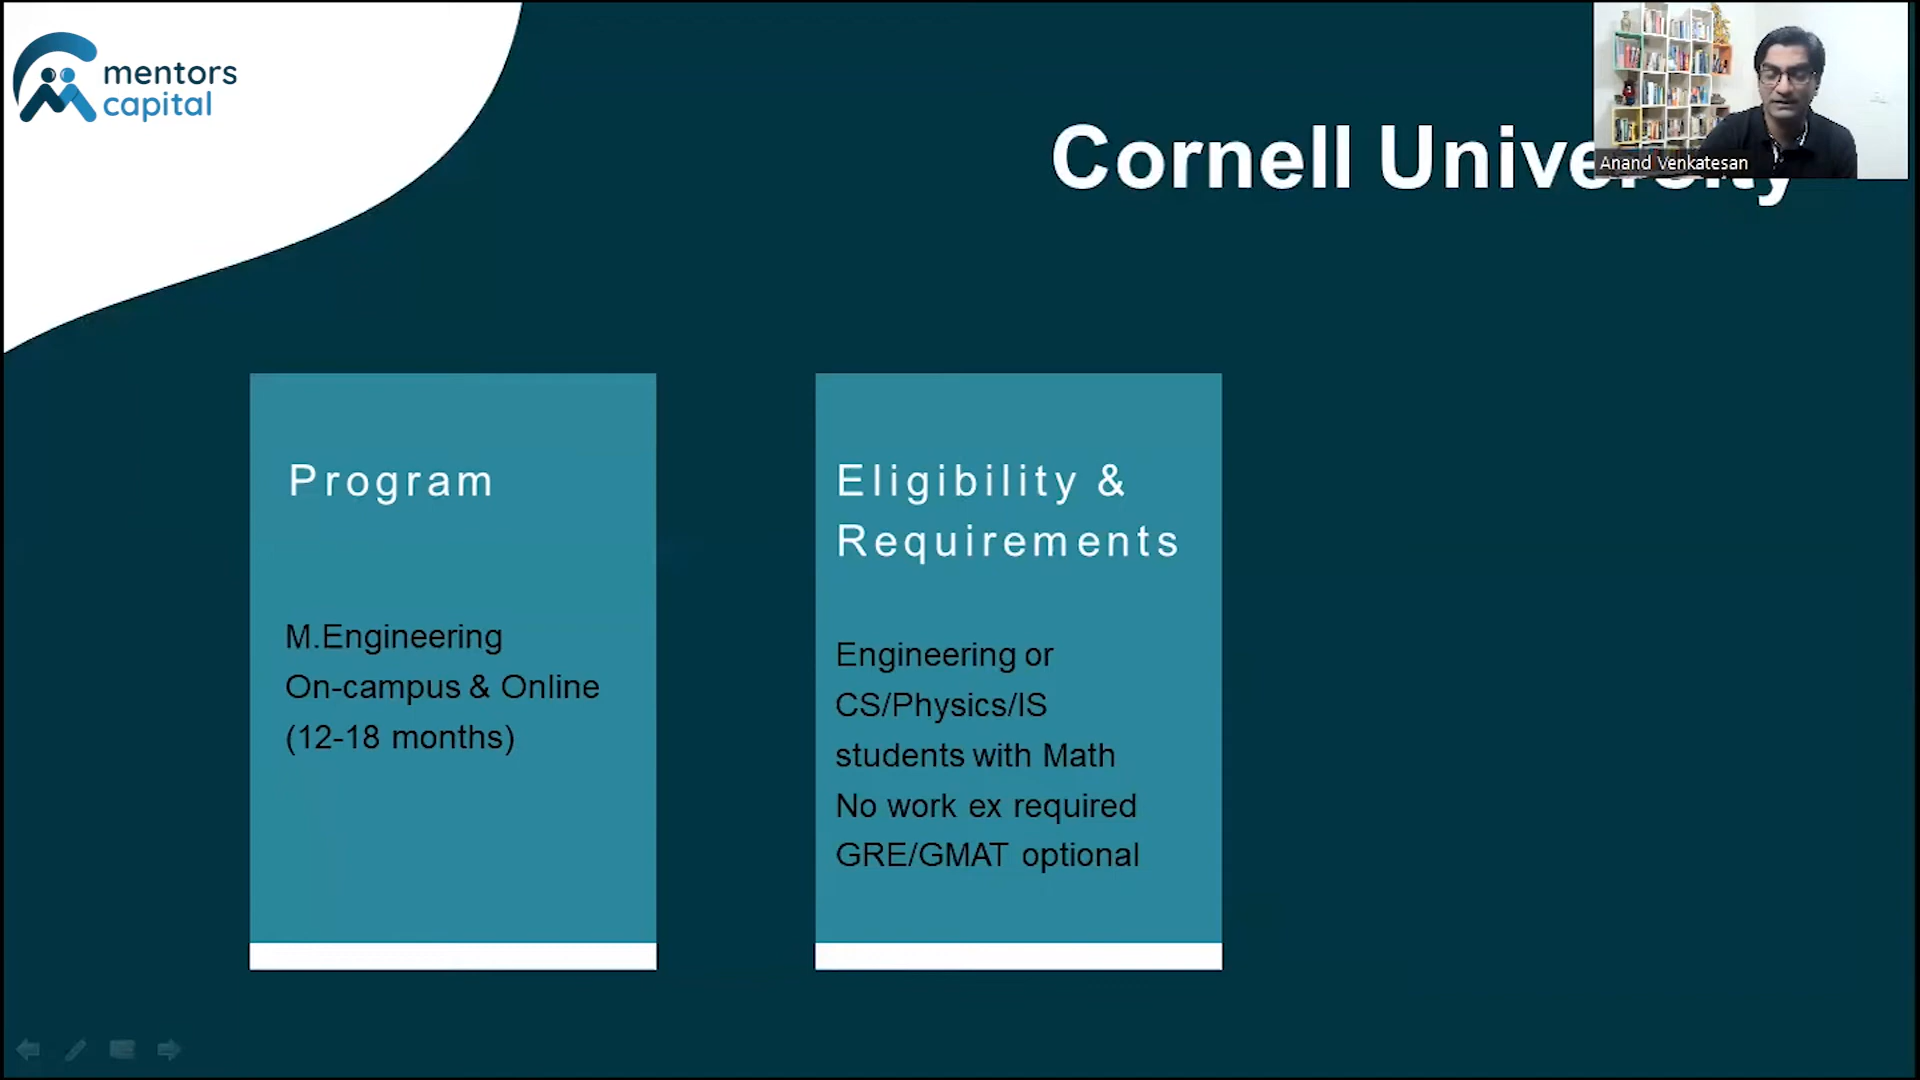 mentors
capital
Cornell University
Anand Venkatesan
Program
M.Engineering
On-campus & Online
(12-18 months)
Eligibility &
Requirements
Engineering or
CS/Physics/IS
students with Math
No work ex required
GRE/GMAT optional